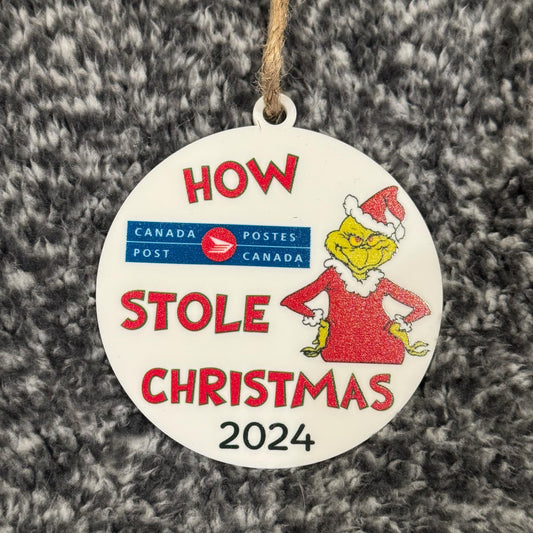 HOW
CANADA POSTES
POST CANADA
STOLE
CHRISTMAS
2024